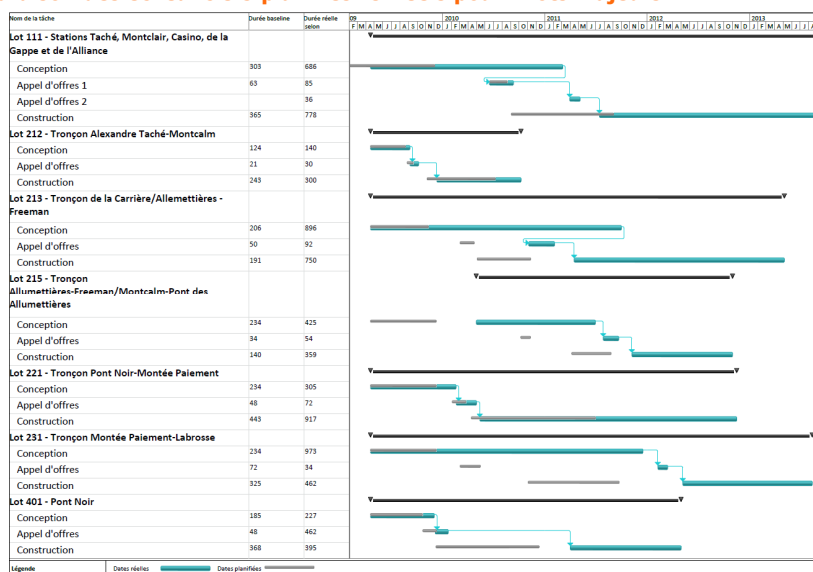 Nom de la tâche Durée baseline Durée réelle selon
09 2010 2011 2012 2013
F M A M J J A S O N D J F M A M J J A S O N D J F M A M J J A S O N D J F M A M J J A S O N D J F M A M J J A
Lot 111 - Stations Taché, Montclair, Casino, de la
Gappe et de l'Alliance
Conception 303 686
Appel d'offres 1 63 85
Appel d'offres 2 36
Construction 365 778
Lot 212 - Tronçon Alexandre Taché-Montcalm
Conception 124 140
Appel d'offres 21 30
Construction 243 300
Lot 213 - Tronçon de la Carrière/Allemettières -
Freeman
Conception 206 896
Appel d'offres 50 92
Construction 191 750
Lot 215 - Tronçon
Allumettières-Freeman/Montcalm-Pont des
Allumettières
Conception 234 425
Appel d'offres 34 54
Construction 140 359
Lot 221 - Tronçon Pont Noir-Montée Paiement
Conception 234 305
Appel d'offres 48 72
Construction 443 917
Lot 231 - Tronçon Montée Paiement-Labrosse
Conception 234 973
Appel d'offres 72 34
Construction 325 462
Lot 401 - Pont Noir
Conception 185 227
Appel d'offres 48 462
Construction 368 395
Légende Dates réelles Dates planifiées